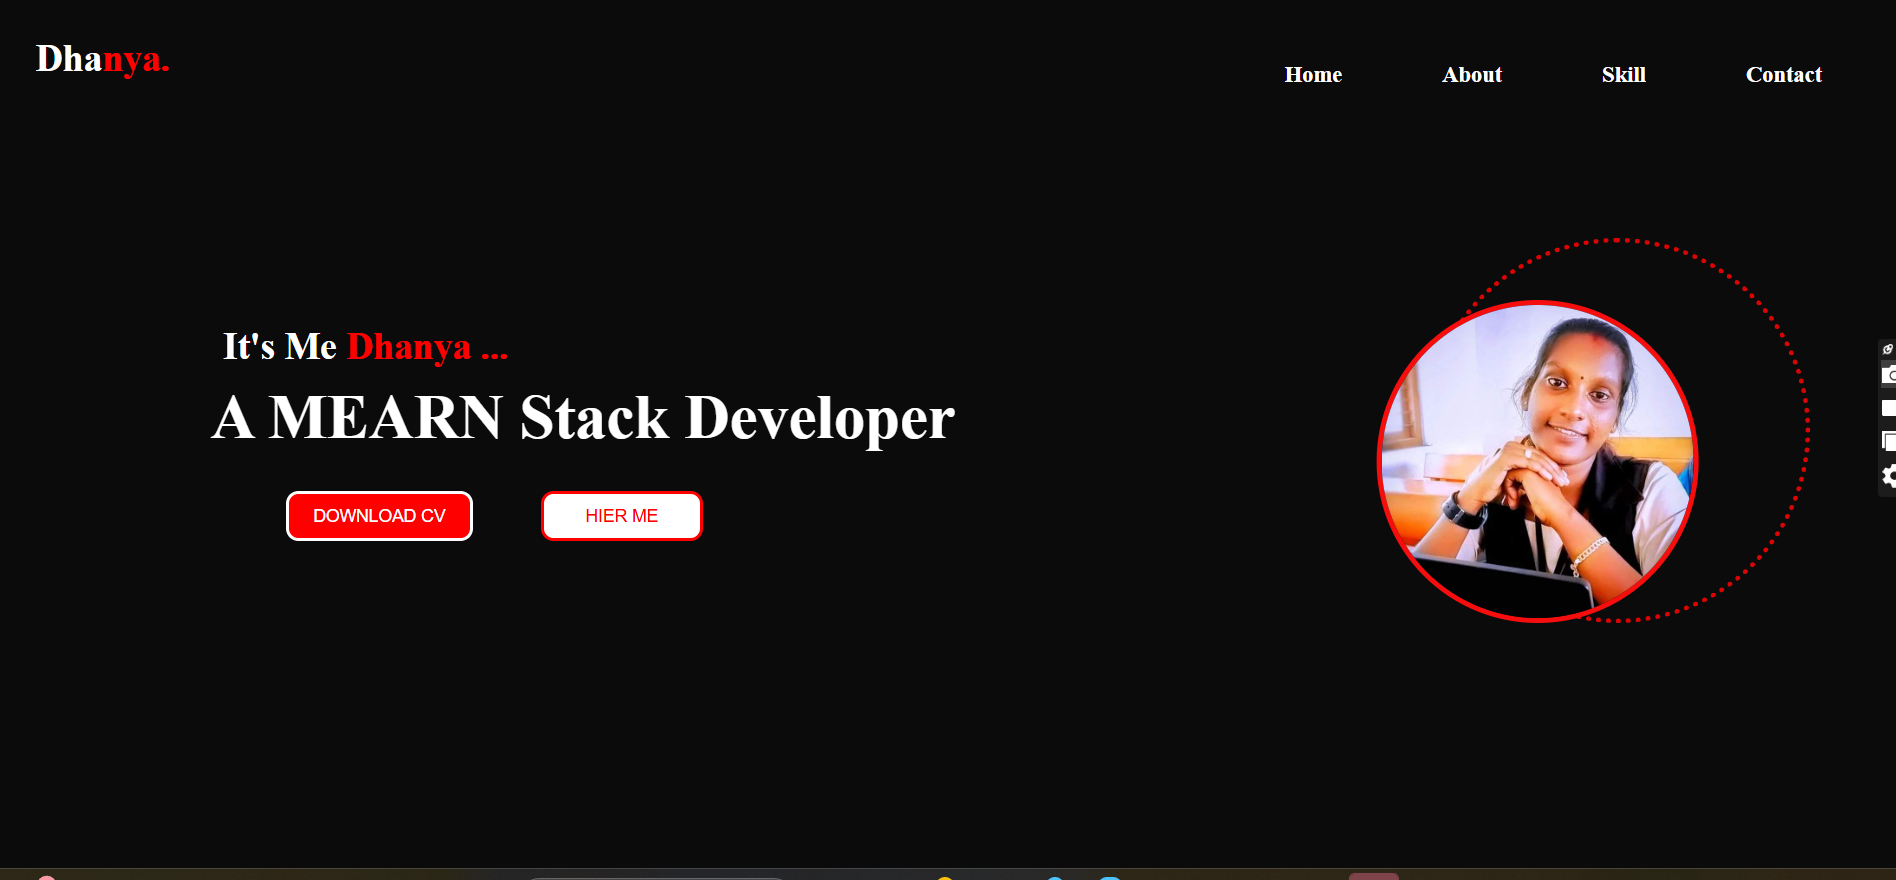 Dhanya.
Home About Skill Contact
It's Me Dhanya ...
A MEARN Stack Developer
DOWNLOAD CV HIER ME